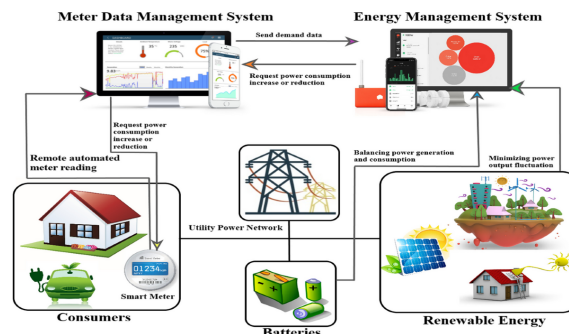 Meter Data Management System
Energy Management System
Send demand data
Request power consumption
increase or reduction
Request power
consumption
increase or
reduction
Remote automated
meter reading
Balancing power generation
and consumption
Minimizing power
output fluctuation
Utility Power Network
Smart Meter
Consumers
Batteries
Renewable Energy